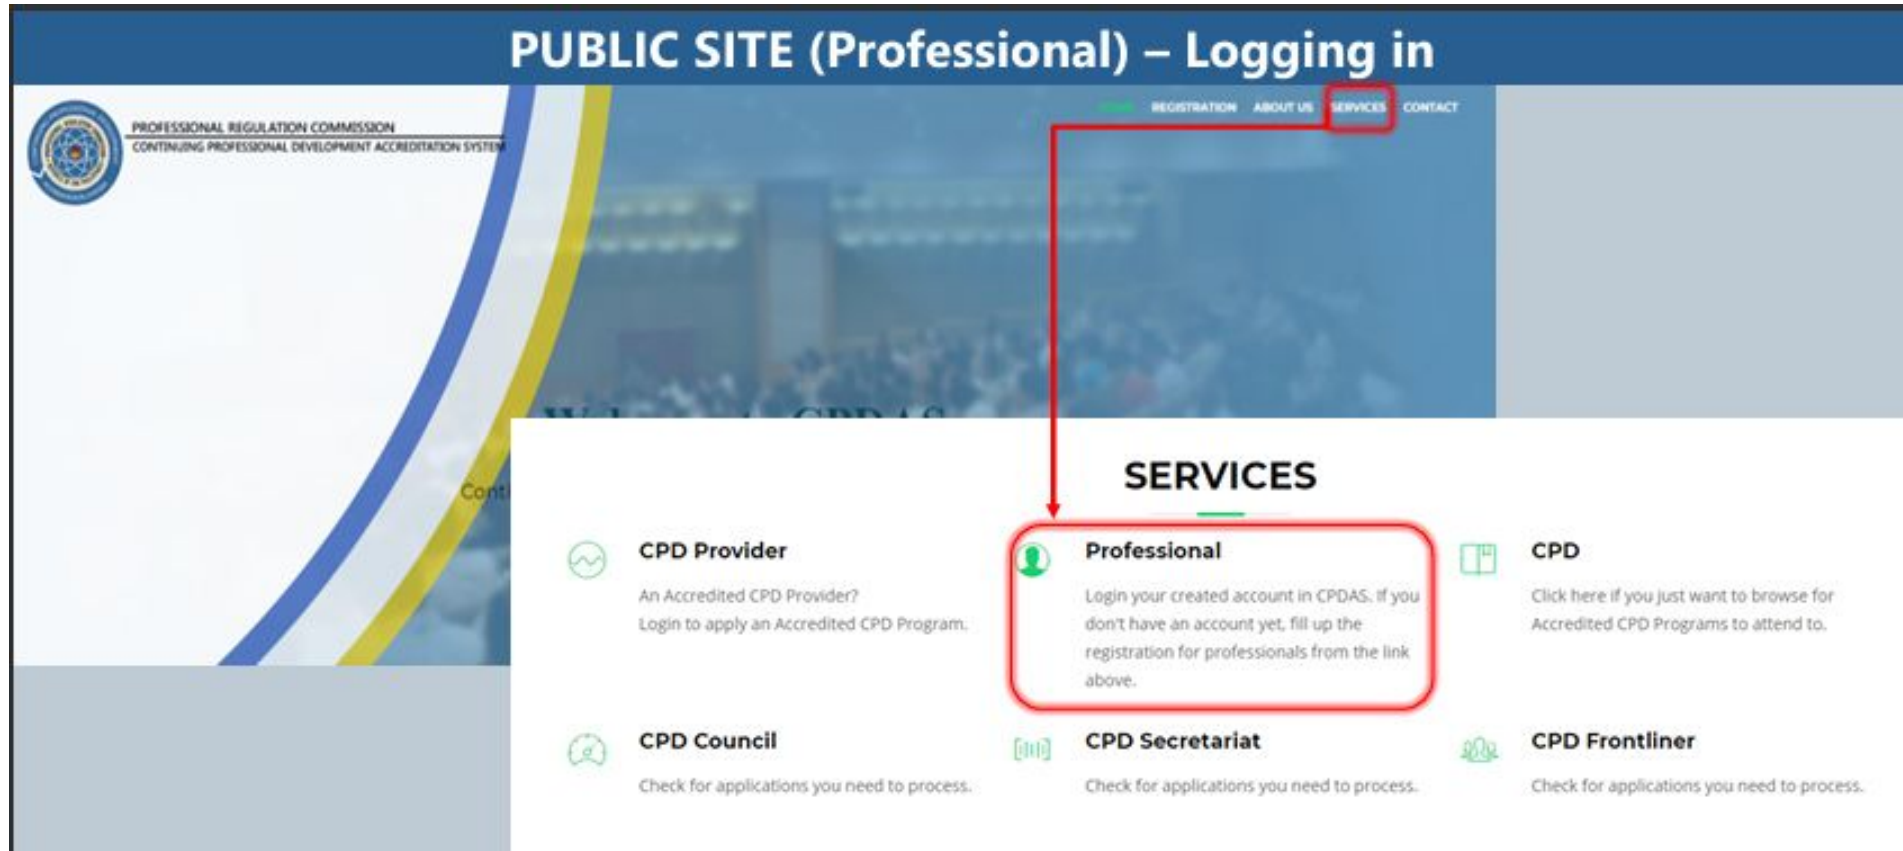 PUBLIC SITE (Professional) – Logging in
HOME REGISTRATION ABOUT US SERVICES CONTACT
PROFESSIONAL REGULATION COMMISSION
CONTINUING PROFESSIONAL DEVELOPMENT ACCREDITATION SYSTEM
CPDAS
Conti
SERVICES
CPD Provider
An Accredited CPD Provider?
Login to apply an Accredited CPD Program.
Professional
Login your created account in CPDAS. If you
don't have an account yet, fill up the
registration for professionals from the link
above.
CPD
Click here if you just want to browse for
Accredited CPD Programs to attend to.
CPD Council
Check for applications you need to process.
CPD Secretariat
Check for applications you need to process.
CPD Frontliner
Check for applications you need to process.